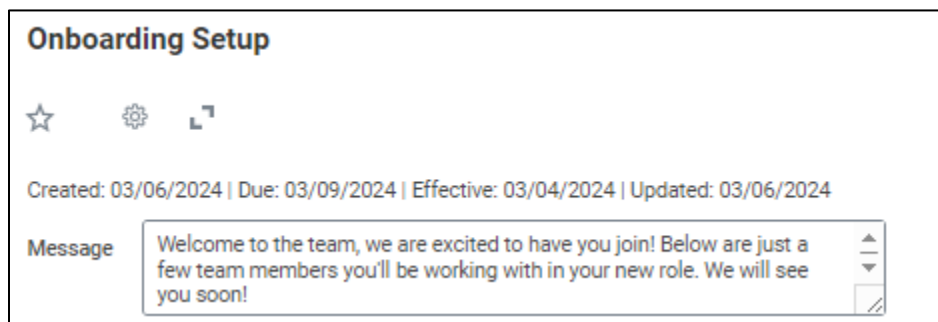 Onboarding Setup
Created: 03/06/2024 | Due: 03/09/2024 | Effective: 03/04/2024 | Updated: 03/06/2024
Message
Welcome to the team, we are excited to have you join! Below are just a
few team members you'll be working with in your new role. We will see
you soon!